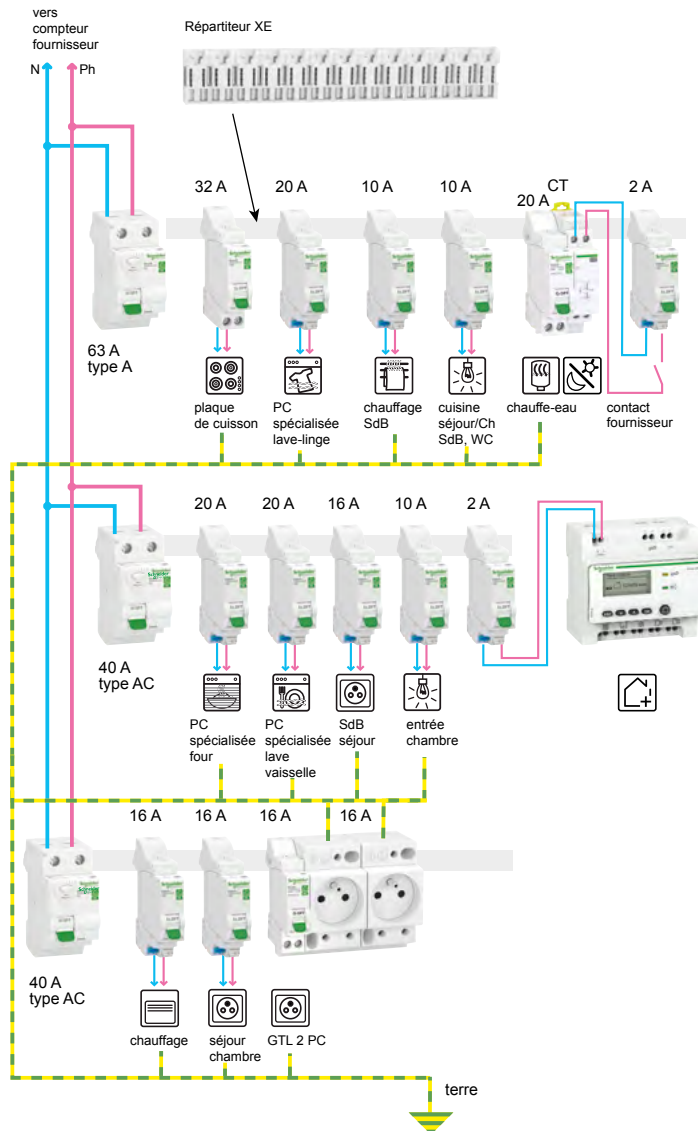 vers
compteur
fournisseur
Répartiteur XE
N
Ph
32 A
20 A
10 A
10 A
CT
20 A
2 A
63 A
type A
plaque
de cuisson
PC
spécialisée
lave-linge
chauffage
SdB
cuisine
séjour/Ch
SdB, WC
chauffe-eau
contact
fournisseur
20 A
20 A
16 A
10 A
2 A
Schneider
40 A
type AC
PC
spécialisée
four
PC
spécialisée
lave
vaisselle
SdB
séjour
entrée
chambre
16 A
16 A
16 A
16 A
40 A
type AC
chauffage
séjour
chambre
GTL 2 PC
terre